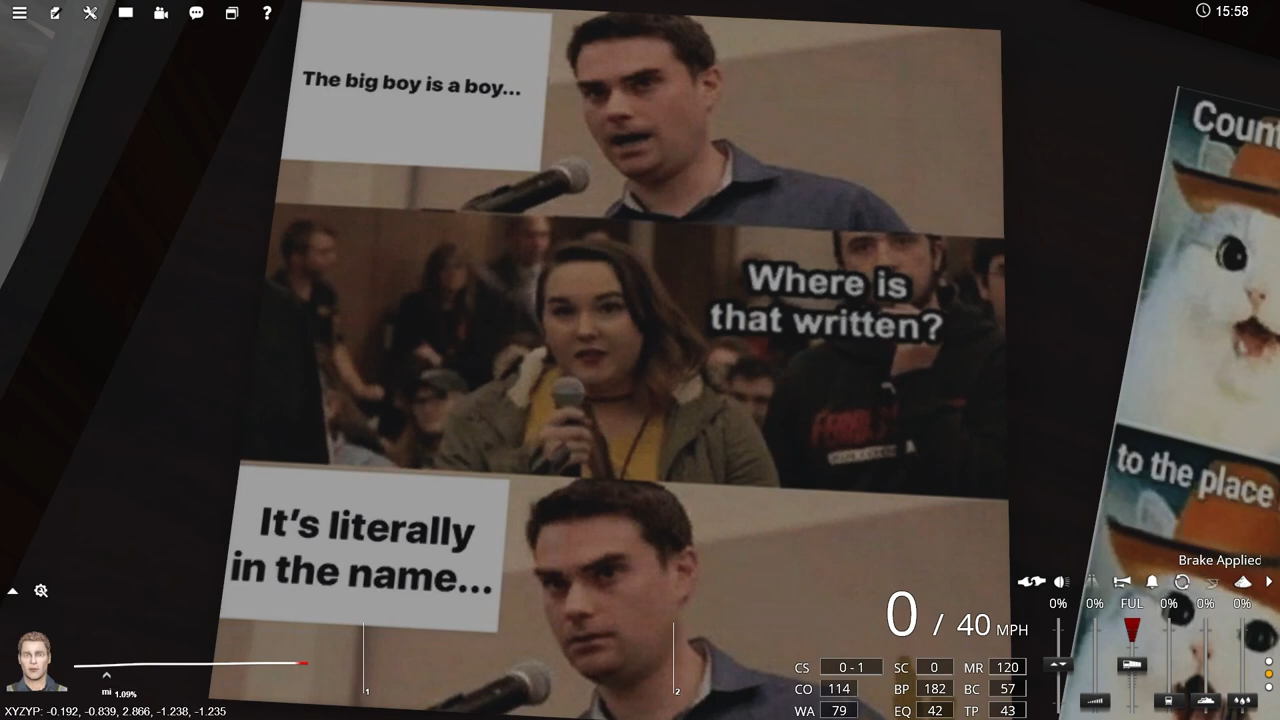 ?
15:58
The big boy is a boy...
Where is
that written?
It's literally
in the name...
Coun
to the place
Brake Applied
0% 0% FUL 0% 0% 0%
0 / 40 MPH
CS 0 - 1 SC 0 MR 120
CO 114 BP 182 BC 57
WA 79 EQ 42 TP 43
1 2
mi 1.09%
XYZYP: -0.192, -0.839, 2.866, -1.238, -1.235